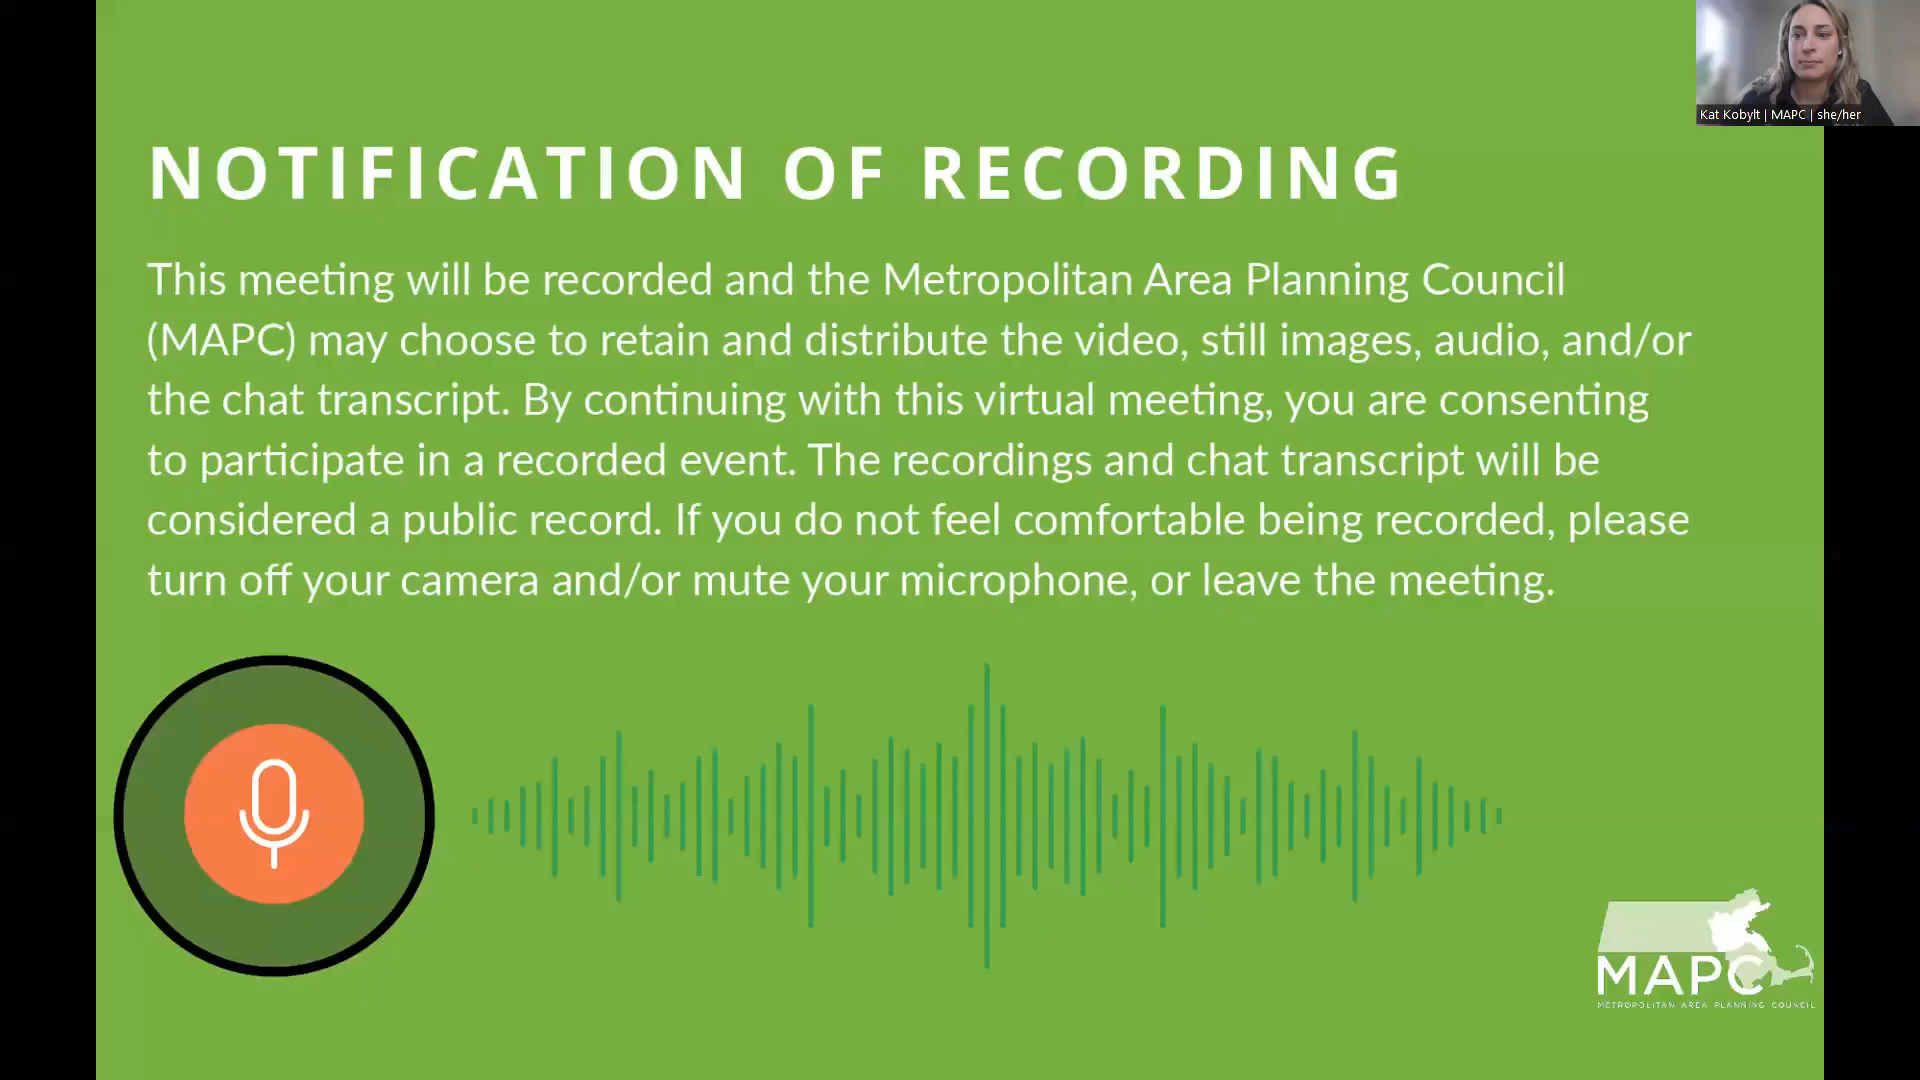 Kat Kobylt | MAPC | she/her
NOTIFICATION OF RECORDING
This meeting will be recorded and the Metropolitan Area Planning Council
(MAPC) may choose to retain and distribute the video, still images, audio, and/or
the chat transcript. By continuing with this virtual meeting, you are consenting
to participate in a recorded event. The recordings and chat transcript will be
considered a public record. If you do not feel comfortable being recorded, please
turn off your camera and/or mute your microphone, or leave the meeting.
MAPC
METROPOLITAN AREA PLANNING COUNCIL